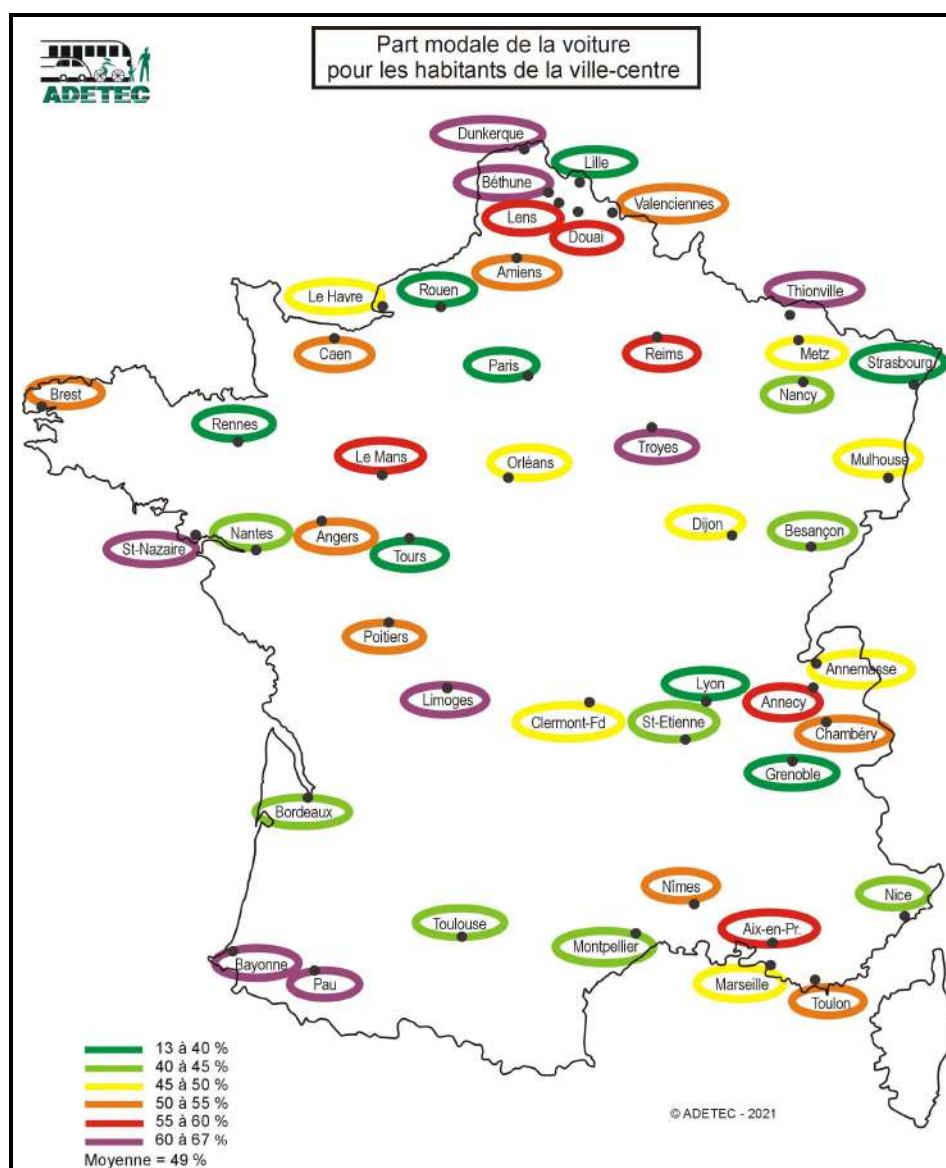 ADETEC
Part modale de la voiture
pour les habitants de la ville-centre
Dunkerque
Lille
Béthune
Valenciennes
Lens
Douai
Amiens
Le Havre
Rouen
Thionville
Caen
Paris
Reims
Metz
Strasbourg
Brest
Nancy
Rennes
Troyes
Le Mans
Orléans
Mulhouse
Dijon
St-Nazaire
Nantes
Angers
Tours
Besançon
Poitiers
Annemasse
Limoges
Lyon
Annecy
Clermont-Fd
St-Etienne
Chambéry
Grenoble
Bordeaux
Nîmes
Nice
Toulouse
Montpellier
Aix-en-Pr.
Bayonne
Pau
Marseille
Toulon
13 à 40 %
40 à 45 %
45 à 50 %
50 à 55 %
55 à 60 %
60 à 67 %
Moyenne = 49 %
© ADETEC - 2021